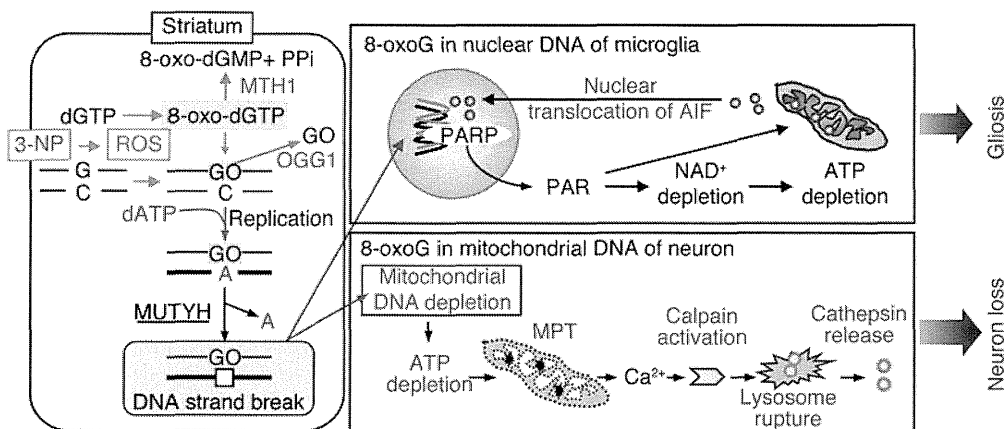 Striatum
8-oxo-dGMP+ PPi
MTH1
dGTP
8-oxo-dGTP
GO
3-NP
ROS
OGG1
G
C
GO
C
dATP
Replication
GO
A
MUTYH
A
GO
DNA strand break
8-oxoG in nuclear DNA of microglia
Nuclear
translocation of AIF
PARP
PAR
NAD⁺
depletion
ATP
depletion
Gliosis
8-oxoG in mitochondrial DNA of neuron
Mitochondrial
DNA depletion
ATP
depletion
MPT
Ca²⁺
Calpain
activation
Lysosome
rupture
Cathepsin
release
Neuron loss